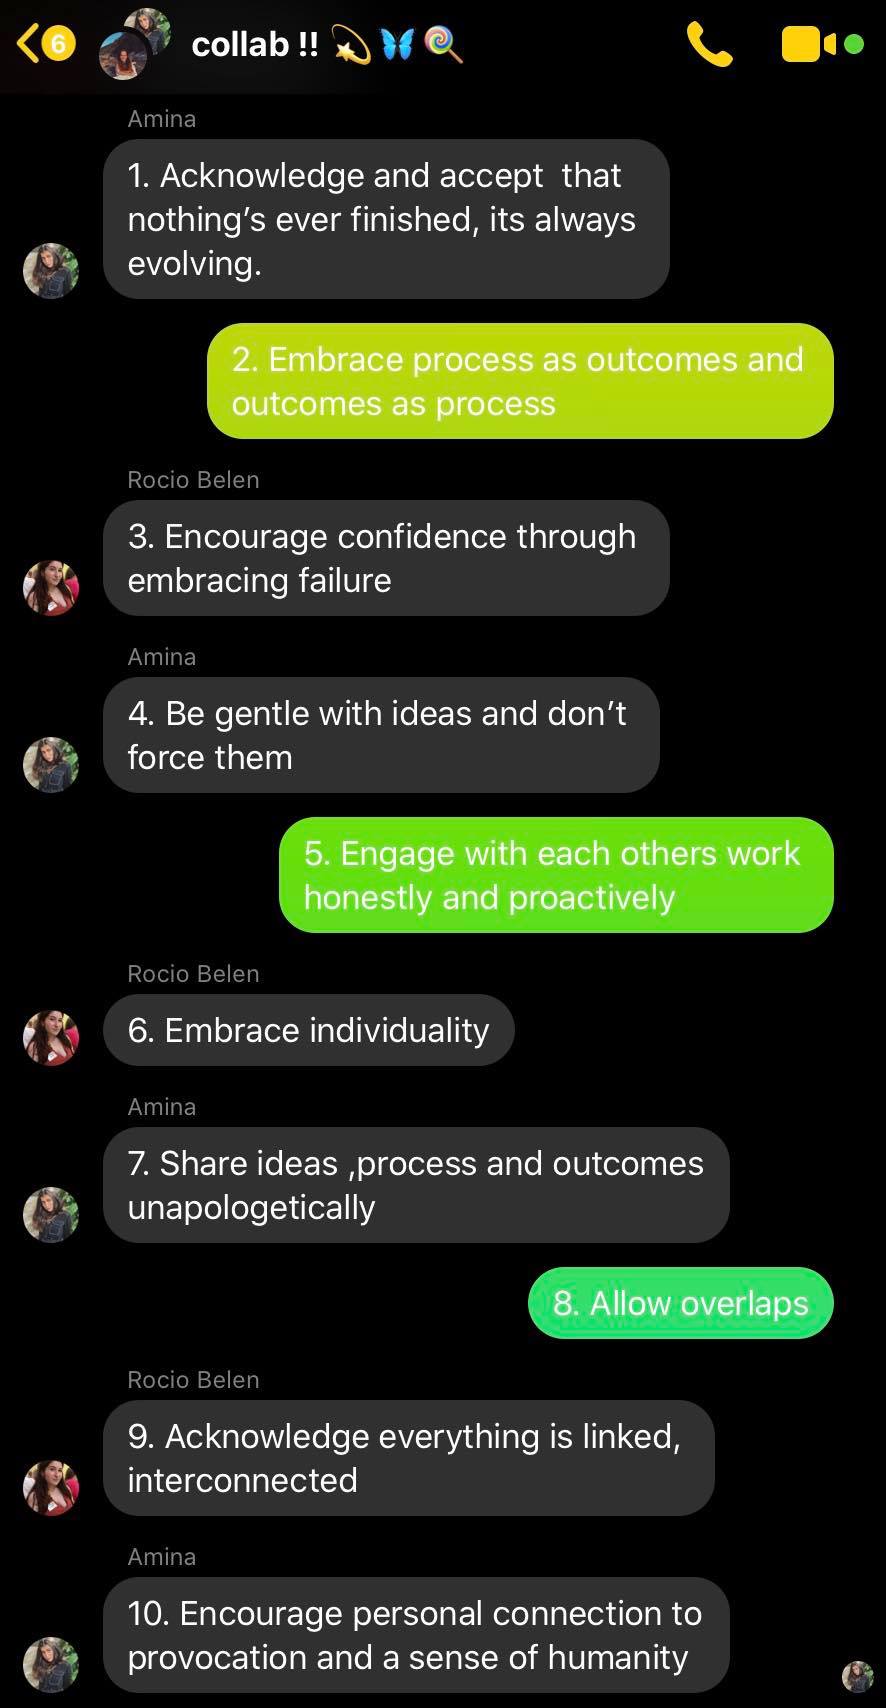 6 collab !! 💫🦋🍭
Amina
1. Acknowledge and accept  that
nothing’s ever finished, its always
evolving.
2. Embrace process as outcomes and
outcomes as process
Rocio Belen
3. Encourage confidence through
embracing failure
Amina
4. Be gentle with ideas and don’t
force them
5. Engage with each others work
honestly and proactively
Rocio Belen
6. Embrace individuality
Amina
7. Share ideas ,process and outcomes
unapologetically
8. Allow overlaps
Rocio Belen
9. Acknowledge everything is linked,
interconnected
Amina
10. Encourage personal connection to
provocation and a sense of humanity